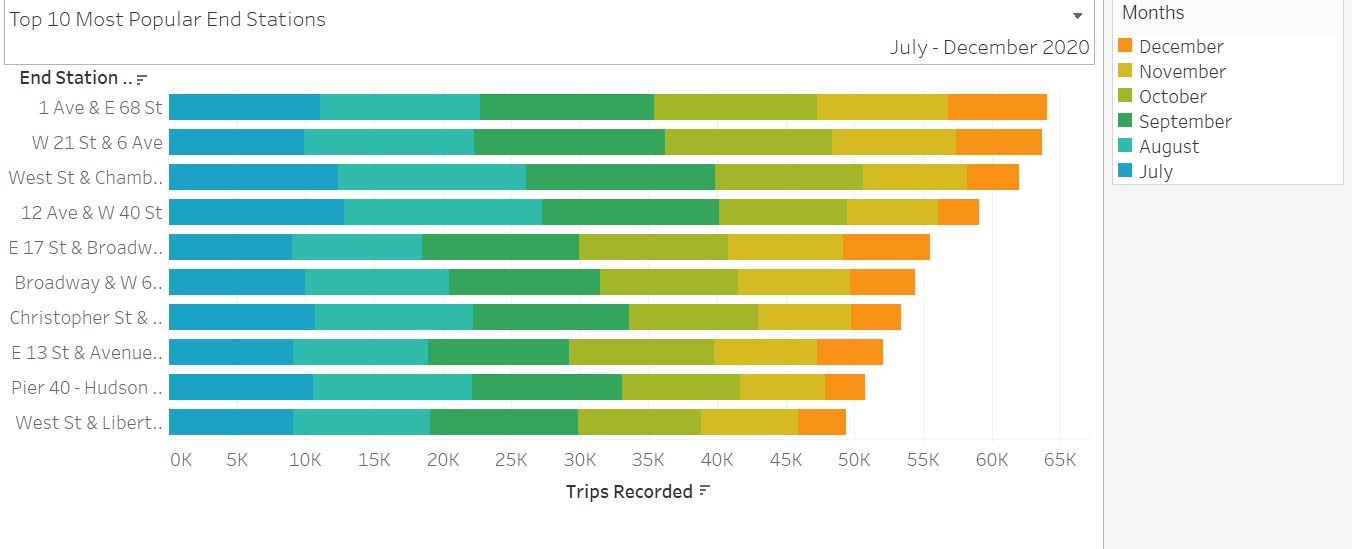 Top 10 Most Popular End Stations
July - December 2020
Months
December
November
October
September
August
July
End Station ..
1 Ave & E 68 St
W 21 St & 6 Ave
West St & Chamb..
12 Ave & W 40 St
E 17 St & Broadw..
Broadway & W 6..
Christopher St & ..
E 13 St & Avenue..
Pier 40 - Hudson ..
West St & Libert..
0K 5K 10K 15K 20K 25K 30K 35K 40K 45K 50K 55K 60K 65K
Trips Recorded